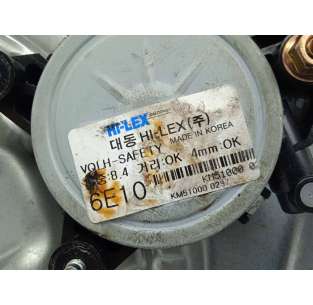 HI-LEX
대동 HI-LEX (주)
MADE IN KOREA
VOLH-SAFETY
8.4 거리:OK 4mm:OK
6E10
KM51000
KM51000 029